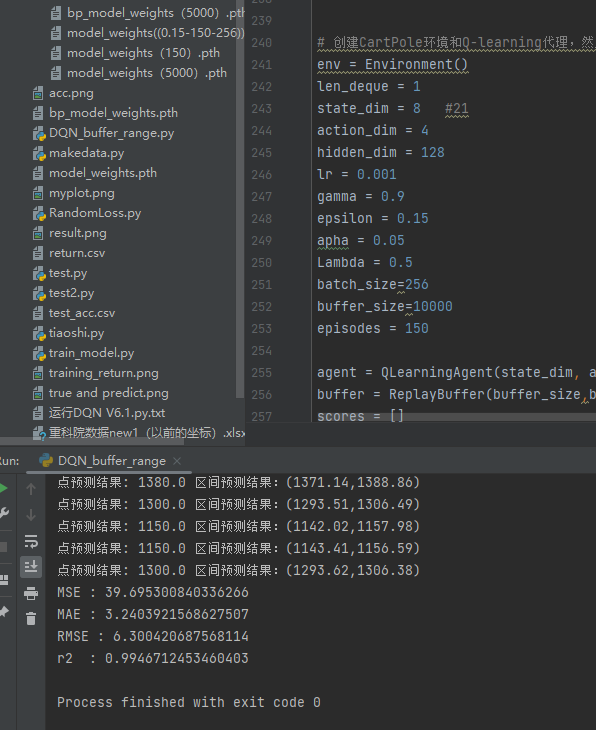 bp_model_weights（5000）.pth
model_weights((0.15-150-256))
model_weights（150）.pth
model_weights（5000）.pth
acc.png
bp_model_weights.pth
DQN_buffer_range.py
makedata.py
model_weights.pth
myplot.png
RandomLoss.py
result.png
return.csv
test.py
test2.py
test_acc.csv
tiaoshi.py
train_model.py
training_return.png
true and predict.png
运行DQN V6.1.py.txt
重科院数据new1（以前的坐标）.xlsx
239
240 # 创建CartPole环境和Q-learning代理，然
241 env = Environment()
242 len_deque = 1
243 state_dim = 8 #21
244 action_dim = 4
245 hidden_dim = 128
246 lr = 0.001
247 gamma = 0.9
248 epsilon = 0.15
249 apha = 0.05
250 Lambda = 0.5
251 batch_size=256
252 buffer_size=10000
253 episodes = 150
254
255 agent = QLearningAgent(state_dim, a
256 buffer = ReplayBuffer(buffer_size,b
257 scores = []
Run: DQN_buffer_range
点预测结果: 1380.0 区间预测结果：(1371.14,1388.86)
点预测结果: 1300.0 区间预测结果：(1293.51,1306.49)
点预测结果: 1150.0 区间预测结果：(1142.02,1157.98)
点预测结果: 1150.0 区间预测结果：(1143.41,1156.59)
点预测结果: 1300.0 区间预测结果：(1293.62,1306.38)
MSE : 39.695300840336266
MAE : 3.2403921568627507
RMSE : 6.300420687568114
r2 : 0.9946712453460403
Process finished with exit code 0